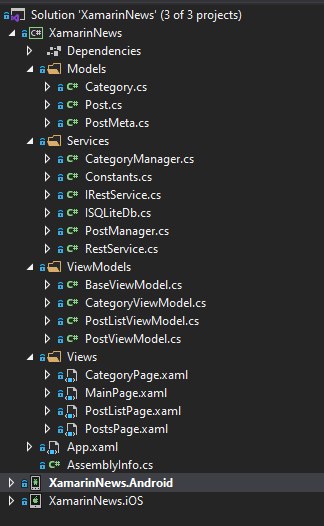 Solution 'XamarinNews' (3 of 3 projects)
C# XamarinNews
Dependencies
Models
C# Category.cs
C# Post.cs
C# PostMeta.cs
Services
C# CategoryManager.cs
C# Constants.cs
C# IRestService.cs
C# ISQLiteDb.cs
C# PostManager.cs
C# RestService.cs
ViewModels
C# BaseViewModel.cs
C# CategoryViewModel.cs
C# PostListViewModel.cs
C# PostViewModel.cs
Views
CategoryPage.xaml
MainPage.xaml
PostListPage.xaml
PostsPage.xaml
App.xaml
C# AssemblyInfo.cs
XamarinNews.Android
XamarinNews.iOS